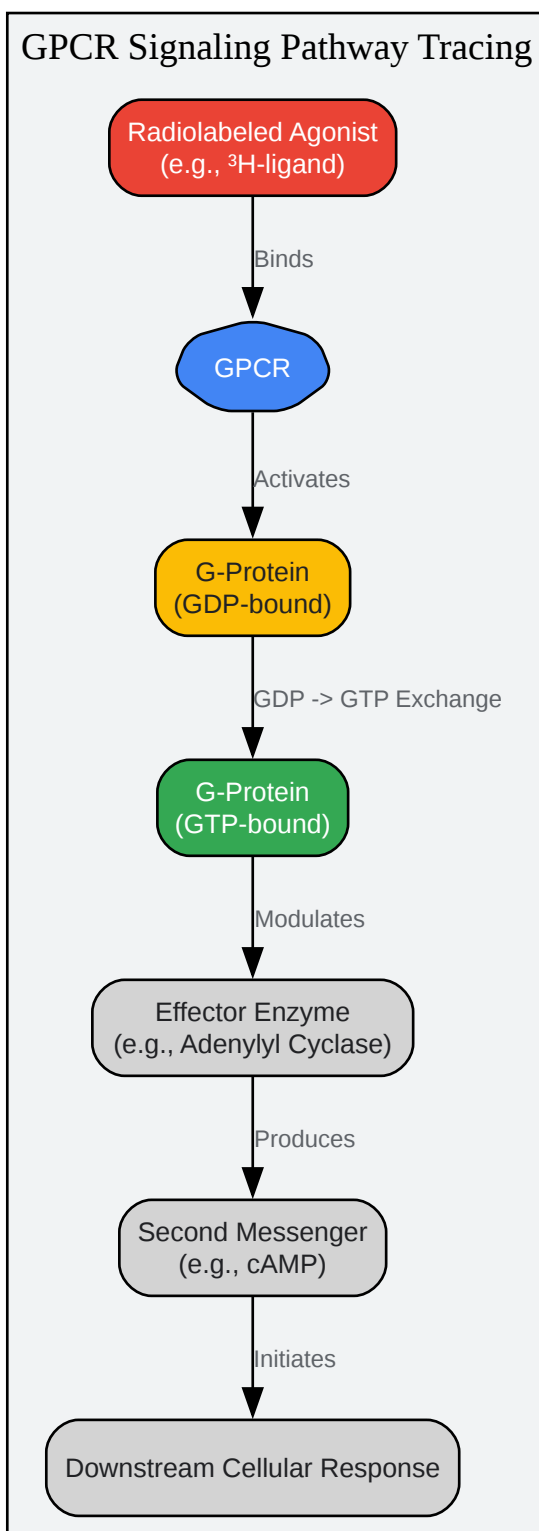 GPCR Signaling Pathway Tracing
Radiolabeled Agonist
(e.g., ³H-ligand)
Binds
GPCR
Activates
G-Protein
(GDP-bound)
GDP -> GTP Exchange
G-Protein
(GTP-bound)
Modulates
Effector Enzyme
(e.g., Adenylyl Cyclase)
Produces
Second Messenger
(e.g., cAMP)
Initiates
Downstream Cellular Response